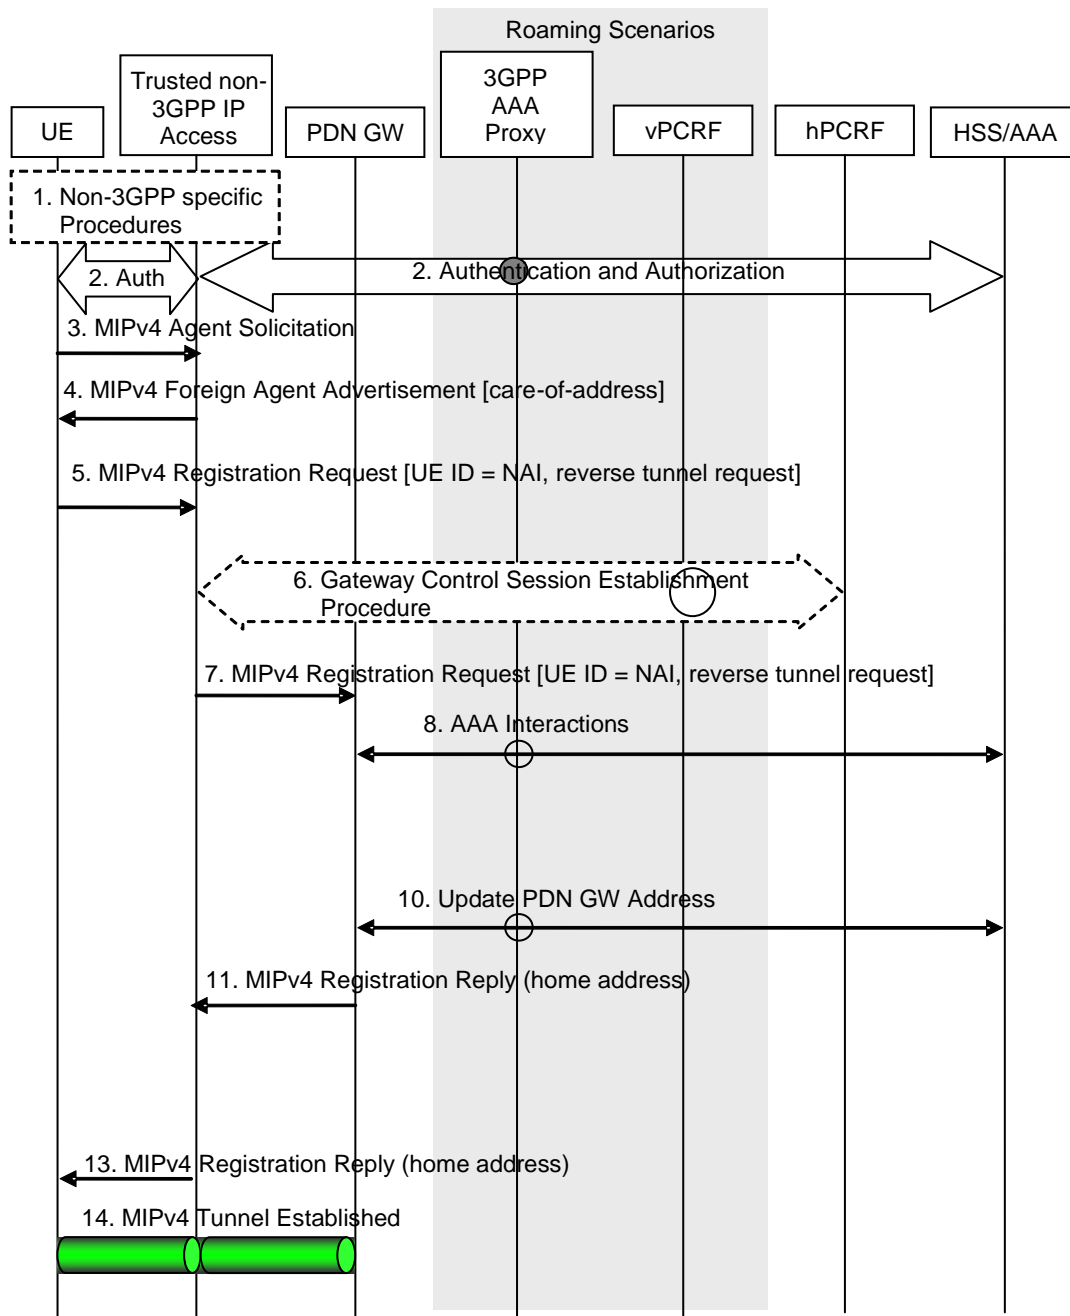 Roaming Scenarios
UE
Trusted non-
3GPP IP
Access
PDN GW
3GPP
AAA
Proxy
vPCRF
hPCRF
HSS/AAA
1. Non-3GPP specific
Procedures
2. Auth
2. Authentication and Authorization
3. MIPv4 Agent Solicitation
4. MIPv4 Foreign Agent Advertisement [care-of-address]
5. MIPv4 Registration Request [UE ID = NAI, reverse tunnel request]
6. Gateway Control Session Establishment
Procedure
7. MIPv4 Registration Request [UE ID = NAI, reverse tunnel request]
8. AAA Interactions
10. Update PDN GW Address
11. MIPv4 Registration Reply (home address)
13. MIPv4 Registration Reply (home address)
14. MIPv4 Tunnel Established